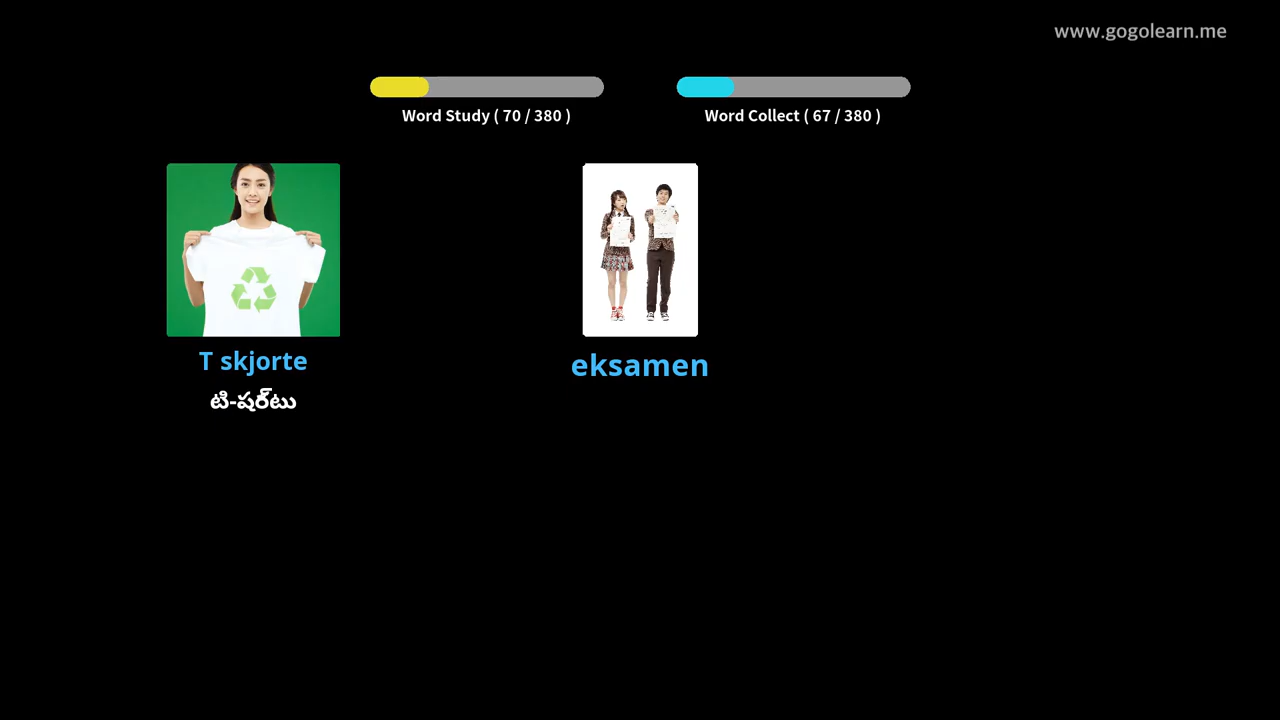 www.gogolearn.me
Word Study ( 70 / 380 )
Word Collect ( 67 / 380 )
T skjorte
టి-షర్‌టు
eksamen